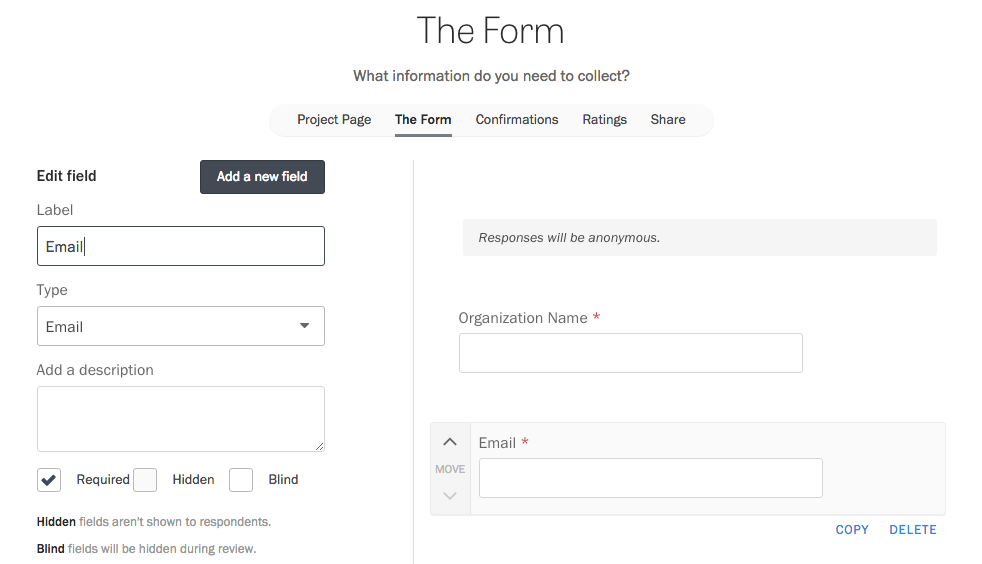 The Form
What information do you need to collect?
Project Page The Form Confirmations Ratings Share
Edit field
Add a new field
Label
Email
Type
Email
Add a description
Required Hidden Blind
Hidden fields aren't shown to respondents.
Blind fields will be hidden during review.
Responses will be anonymous.
Organization Name *
MOVE
Email *
COPY DELETE